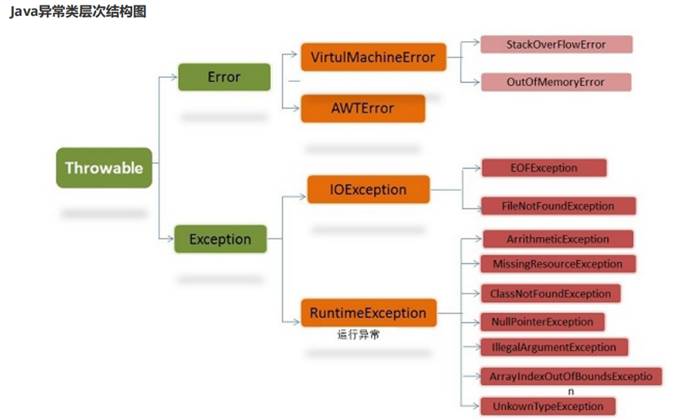 Java异常类层次结构图
Throwable
Error
Exception
VirtulMachineError
AWTError
IOException
RuntimeException
运行异常
StackOverFlowError
OutOfMemoryError
EOFException
FileNotFoundException
ArrithmeticException
MissingResourceException
ClassNotFoundException
NullPointerException
IllegalArgumentException
ArrayIndexOutOfBoundsExceptio
n
UnkownTypeException